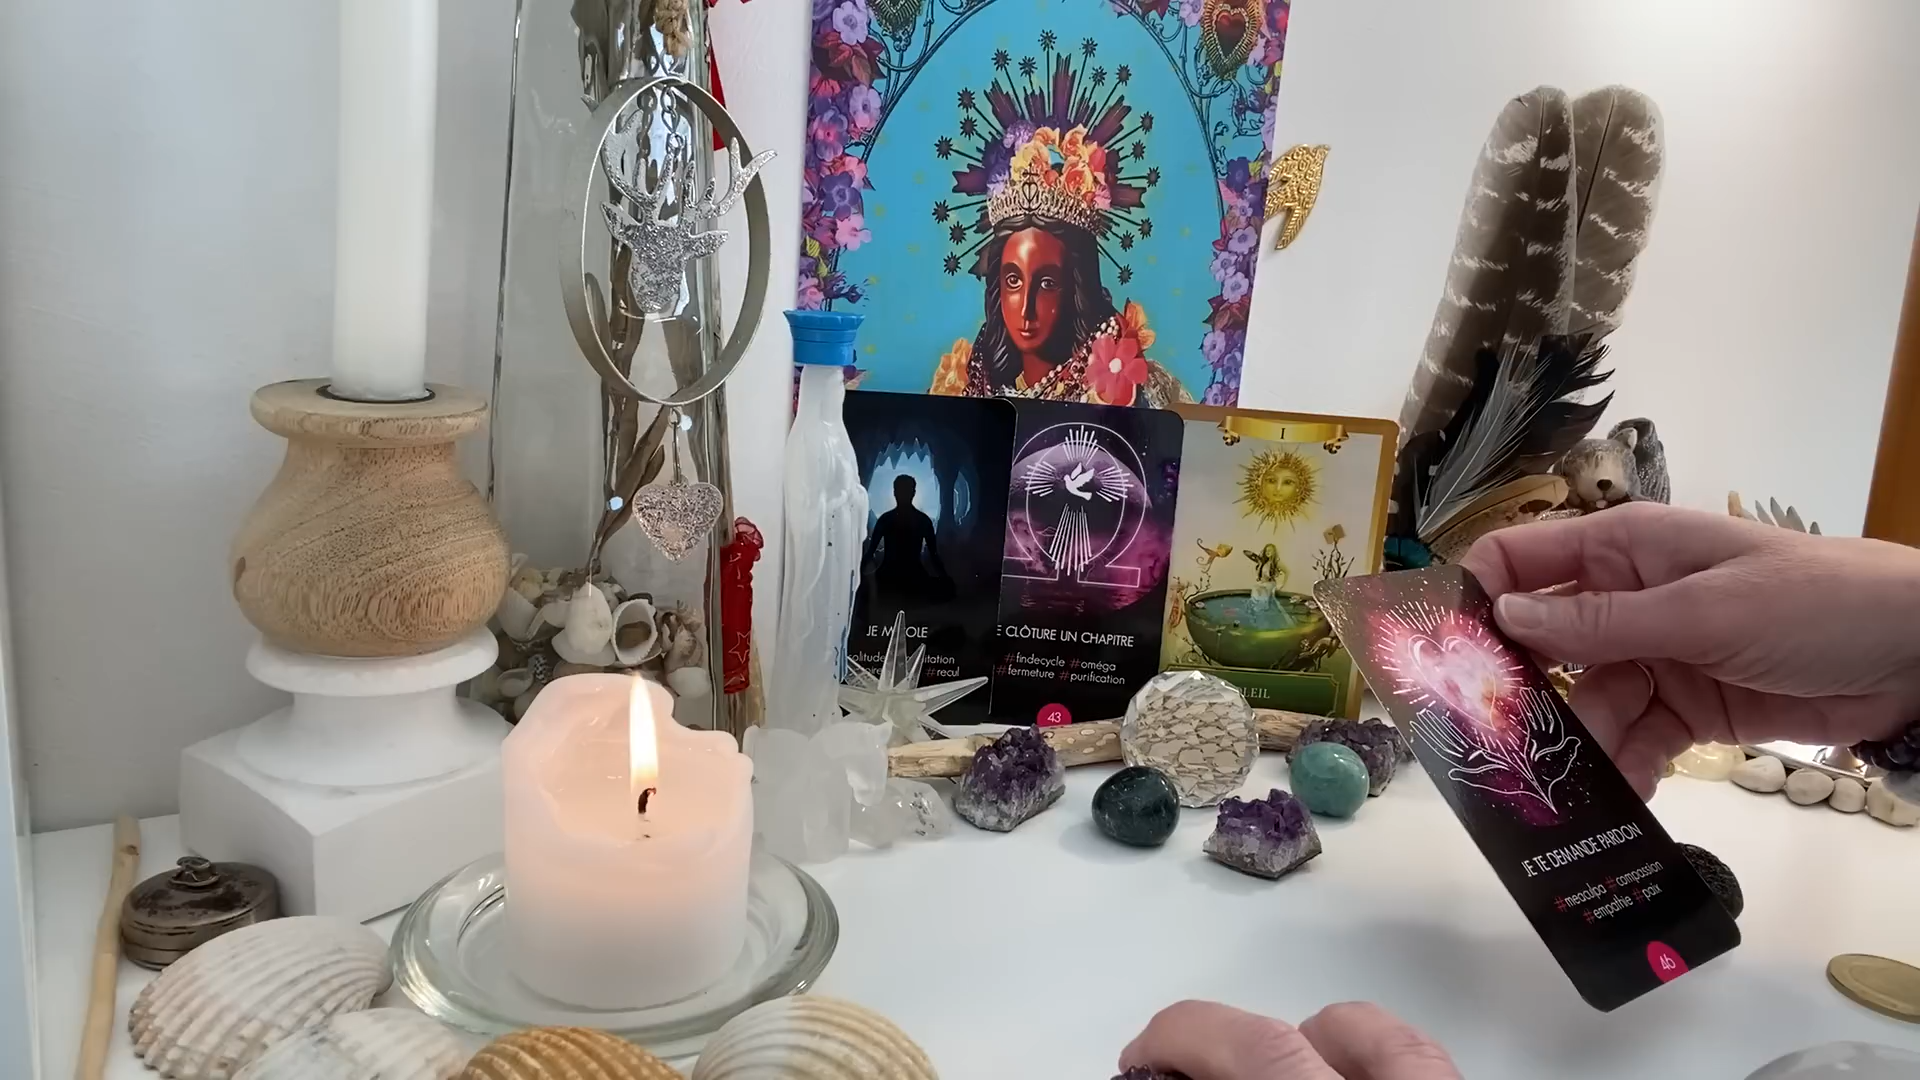 #recul
E CLÔTURE UN CHAPITRE
#findecycle #oméga
#fermeture #purification
43
I
JE TE DEMANDE PARDON
#meaculpa #compassion
#empathie #paix
46